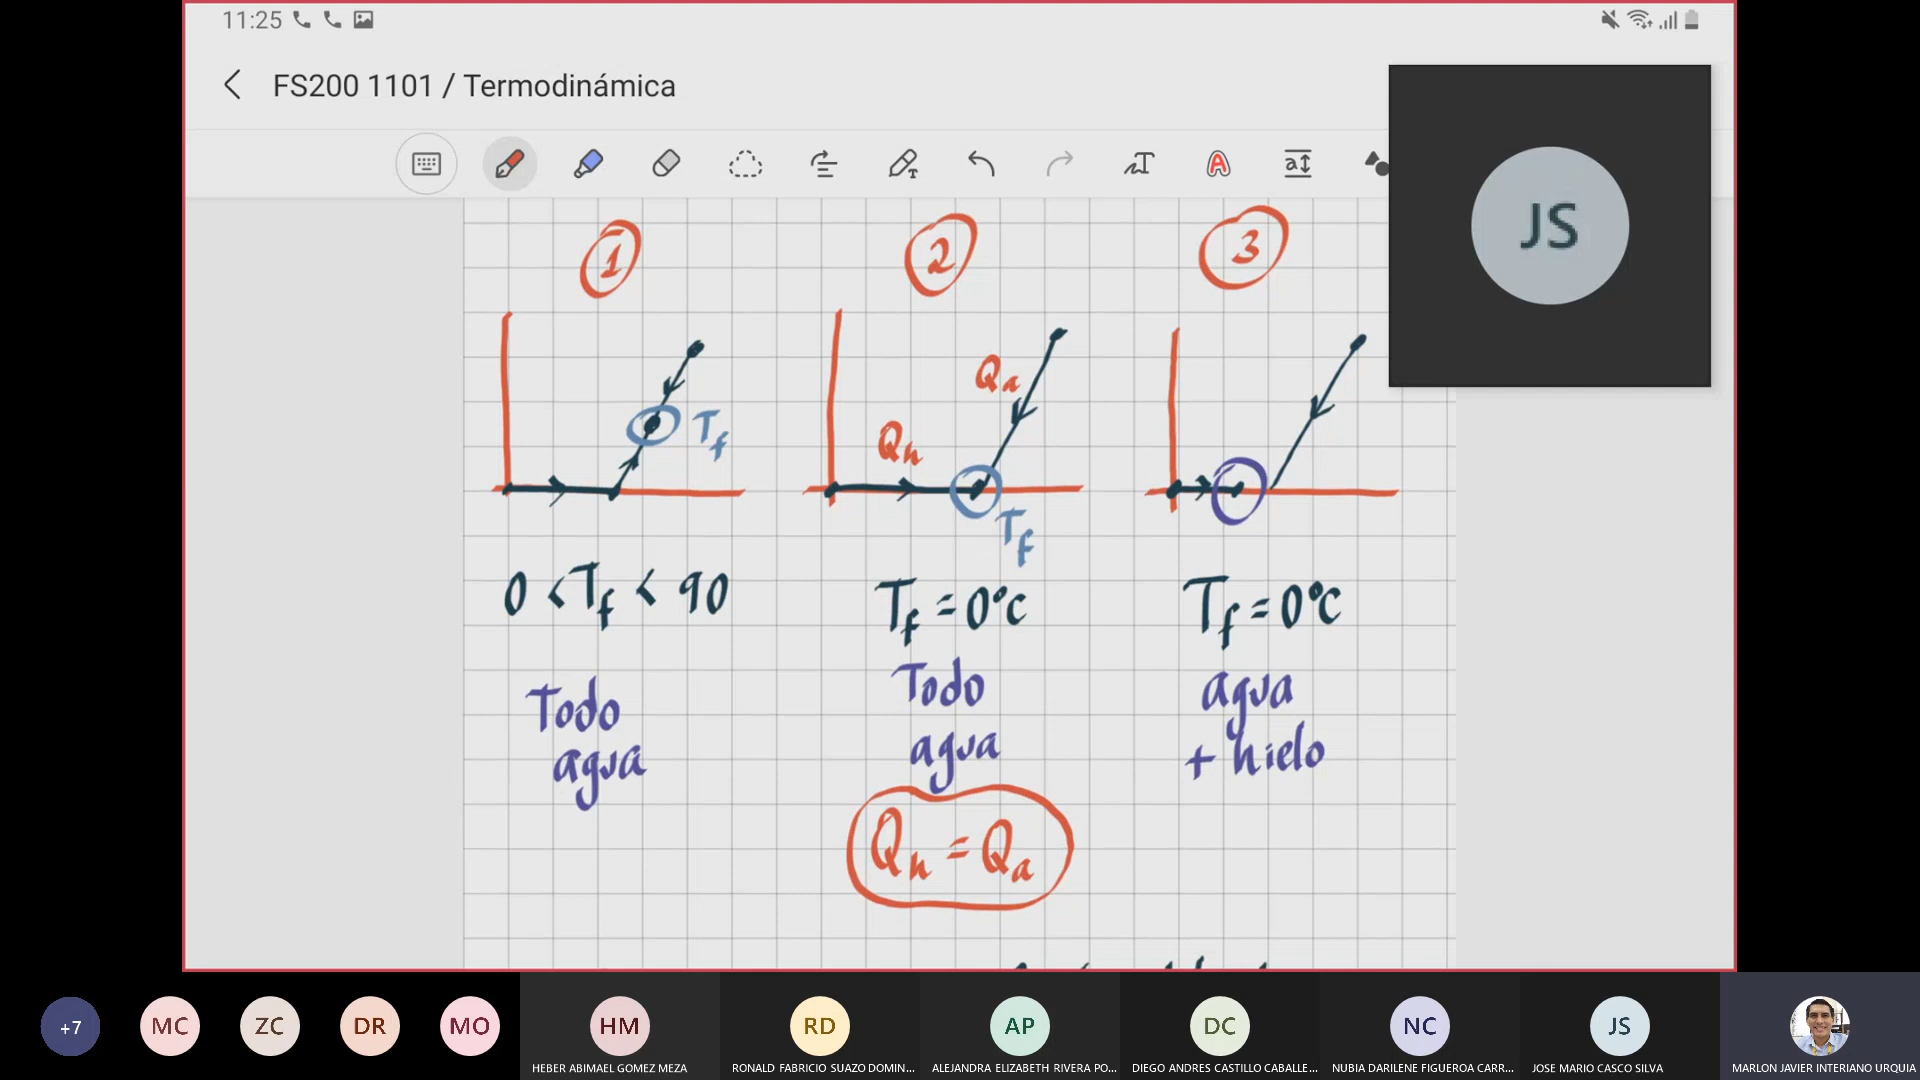 11:25
FS200 1101 / Termodinámica
JS
1
2
3
Qa
Qh
Tf
Tf
0 < Tf < 90
Tf = 0°C
Tf = 0°C
Todo
agua
Todo
agua
agua
+ hielo
Qh = Qa
+7
MC
ZC
DR
MO
HM
HEBER ABIMAEL GOMEZ MEZA
RD
RONALD FABRICIO SUAZO DOMIN...
AP
ALEJANDRA ELIZABETH RIVERA PO...
DC
DIEGO ANDRES CASTILLO CABALLE...
NC
NUBIA DARILENE FIGUEROA CARR...
JS
JOSE MARIO CASCO SILVA
MARLON JAVIER INTERIANO URQUIA